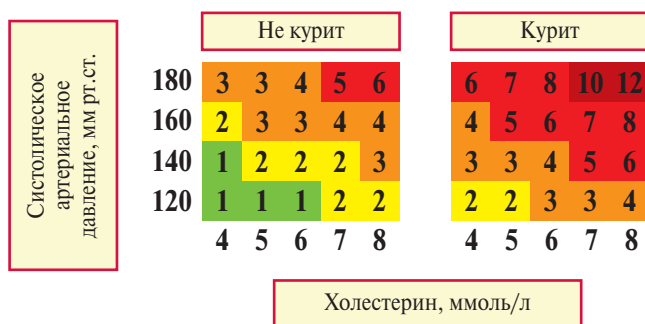 Не курит
Курит
Систолическое
артериальное
давление, мм рт.ст.
180 3 3 4 5 6 6 7 8 10 12
160 2 3 3 4 4 4 5 6 7 8
140 1 2 2 2 3 3 3 4 5 6
120 1 1 1 2 2 2 2 3 3 4
4 5 6 7 8 4 5 6 7 8
Холестерин, ммоль/л